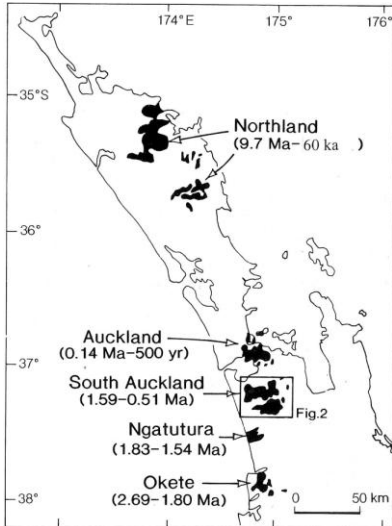 174°E
175°
35°S
Northland
(9.7 Ma-60 ka )
36°
Auckland
(0.14 Ma-500 yr)
37°
South Auckland
(1.59-0.51 Ma)
Fig.2
Ngatutura
(1.83-1.54 Ma)
Okete
(2.69-1.80 Ma)
38°
0 50 km